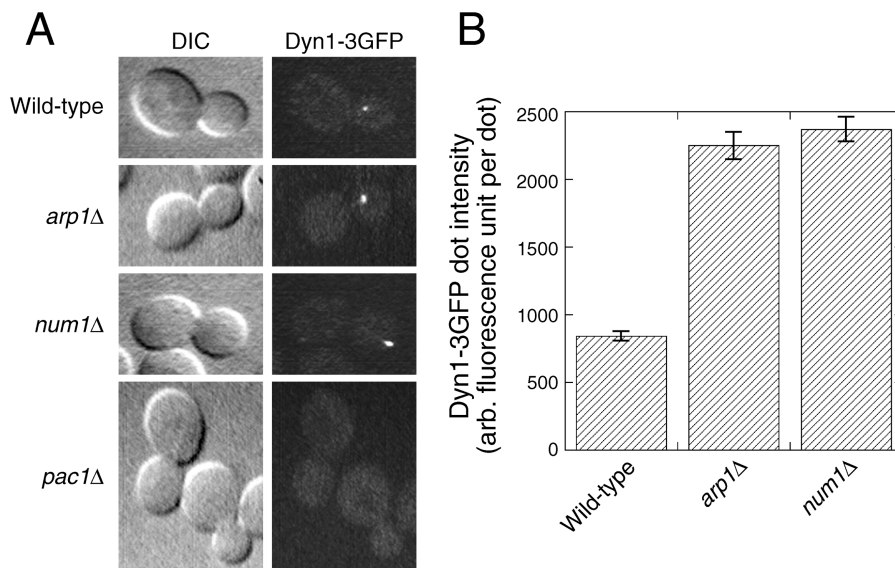 A
DIC
Dyn1-3GFP
Wild-type
arp1Δ
num1Δ
pac1Δ
B
Dyn1-3GFP dot intensity
(arb. fluorescence unit per dot)
2500
2000
1500
1000
500
0
Wild-type
arp1Δ
num1Δ